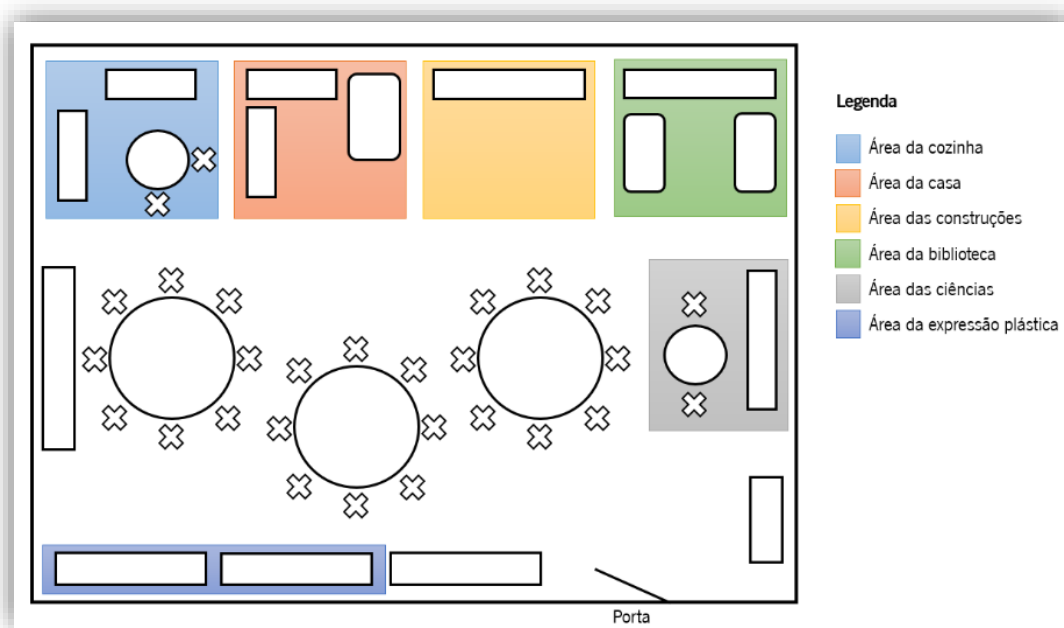 Legenda
Área da cozinha
Área da casa
Área das construções
Área da biblioteca
Área das ciências
Área da expressão plástica
Porta